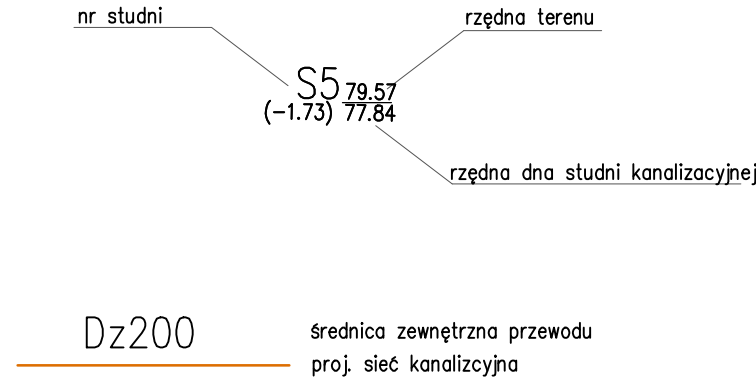 nr studni
rzędna terenu
S5 79.57
(-1.73) 77.84
rzędna dna studni kanalizacyjnej
Dz200
średnica zewnętrzna przewodu
proj. sieć kanalizcyjna